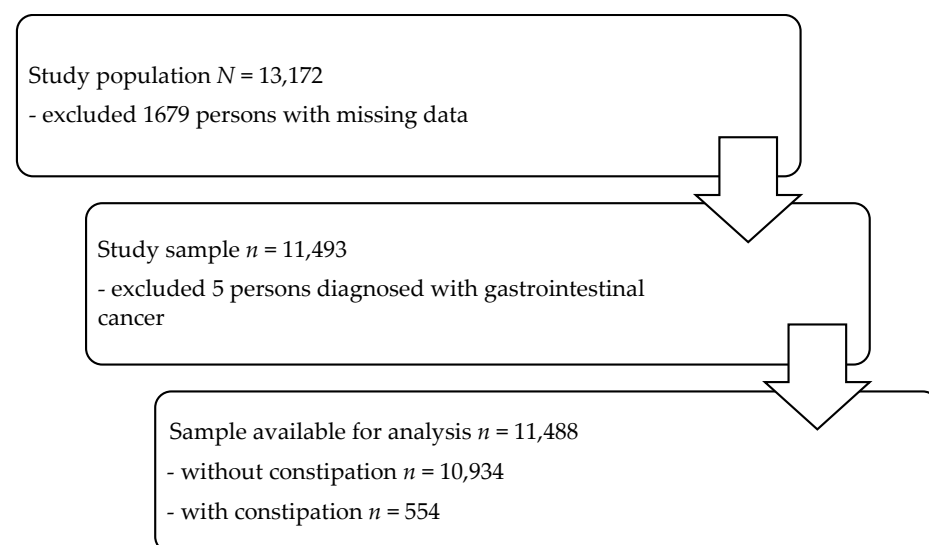 Study population N = 13,172
- excluded 1679 persons with missing data
Study sample n = 11,493
- excluded 5 persons diagnosed with gastrointestinal
cancer
Sample available for analysis n = 11,488
- without constipation n = 10,934
- with constipation n = 554